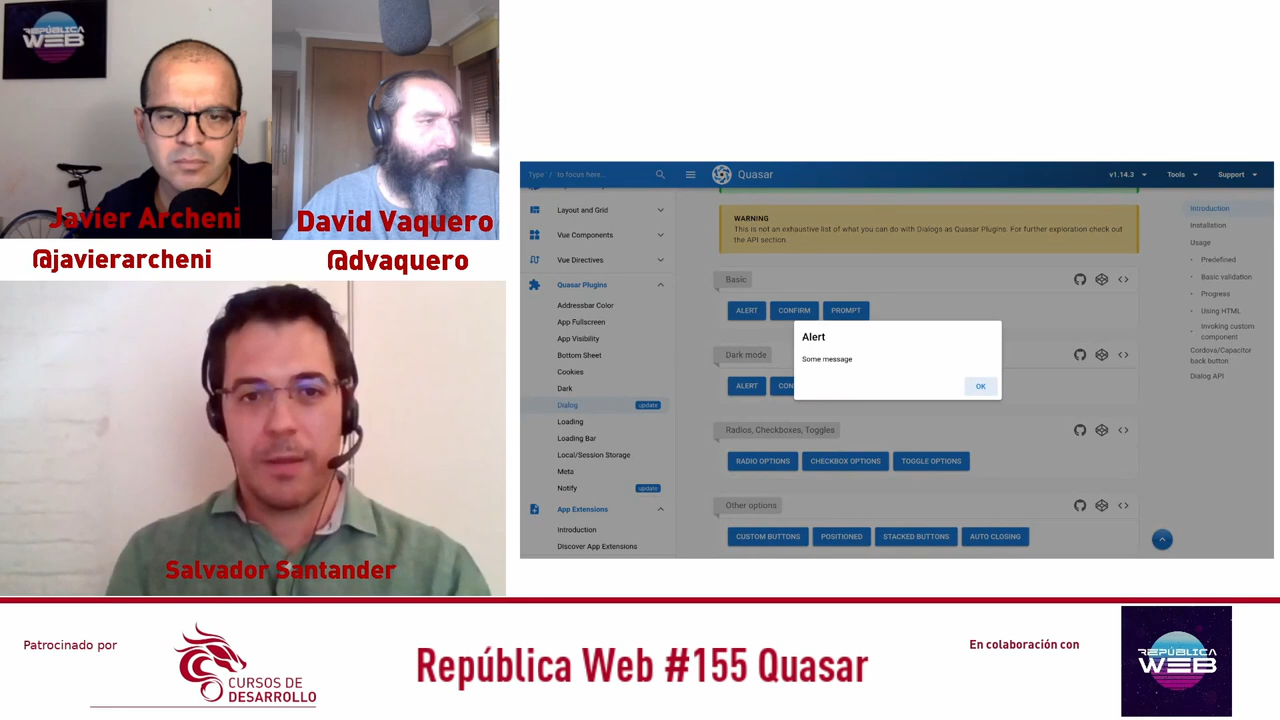 REPÚBLICA
WEB
Javier Archeni
@javierarcheni
David Vaquero
@dvaquero
Salvador Santander
Type '/' to focus here...
Quasar
v1.14.3
Tools
Support
Layout and Grid
Vue Components
Vue Directives
Quasar Plugins
Addressbar Color
App Fullscreen
App Visibility
Bottom Sheet
Cookies
Dark
Dialog
update
Loading
Loading Bar
Local/Session Storage
Meta
Notify
update
App Extensions
Introduction
Discover App Extensions
WARNING
This is not an exhaustive list of what you can do with Dialogs as Quasar Plugins. For further exploration check out
the API section.
Basic
ALERT
CONFIRM
PROMPT
Alert
Some message
OK
Dark mode
ALERT
CON
Radios, Checkboxes, Toggles
RADIO OPTIONS
CHECKBOX OPTIONS
TOGGLE OPTIONS
Other options
CUSTOM BUTTONS
POSITIONED
STACKED BUTTONS
AUTO CLOSING
Introduction
Installation
Usage
Predefined
Basic validation
Progress
Using HTML
Invoking custom
component
Cordova/Capacitor
back button
Dialog API
Patrocinado por
CURSOS DE
DESARROLLO
República Web #155 Quasar
En colaboración con
REPÚBLICA
WEB